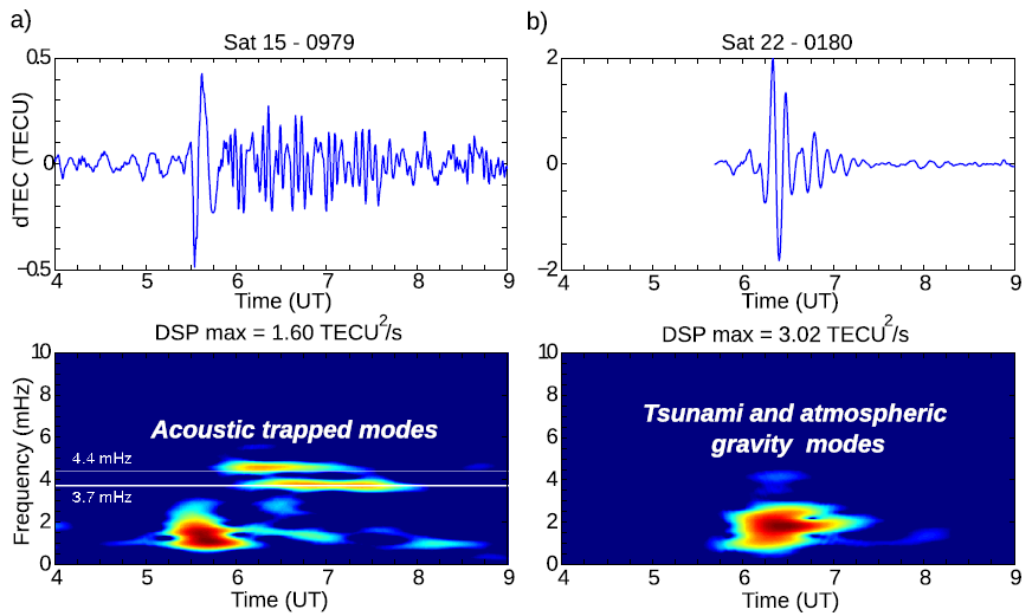 a)
Sat 15 - 0979
0.5
0
−0.5
dTEC (TECU)
4 5 6 7 8 9
Time (UT)
DSP max = 1.60 TECU²/s
10
8
6
4
2
0
Frequency (mHz)
Acoustic trapped modes
4.4 mHz
3.7 mHz
4 5 6 7 8 9
Time (UT)
b)
Sat 22 - 0180
2
0
−2
4 5 6 7 8 9
Time (UT)
DSP max = 3.02 TECU²/s
10
8
6
4
2
0
Tsunami and atmospheric
gravity modes
4 5 6 7 8 9
Time (UT)